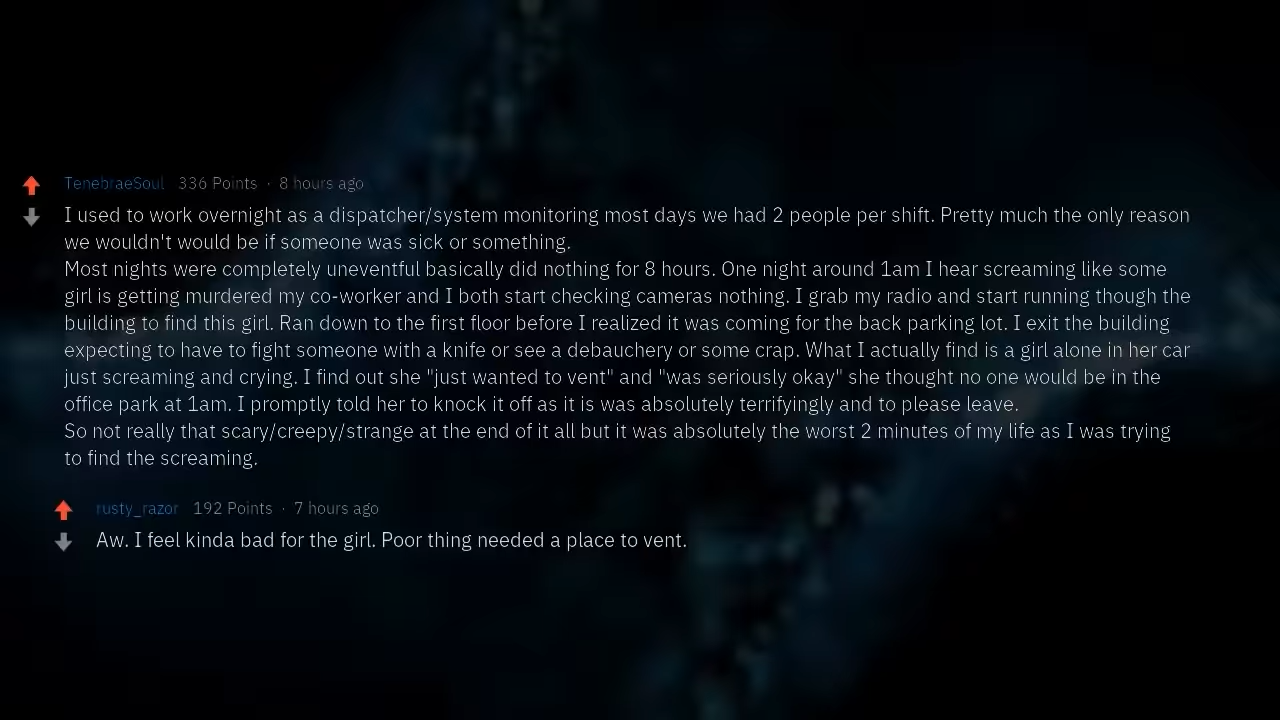 TenebraeSoul 336 Points · 8 hours ago
I used to work overnight as a dispatcher/system monitoring most days we had 2 people per shift. Pretty much the only reason
we wouldn't would be if someone was sick or something.
Most nights were completely uneventful basically did nothing for 8 hours. One night around 1am I hear screaming like some
girl is getting murdered my co-worker and I both start checking cameras nothing. I grab my radio and start running though the
building to find this girl. Ran down to the first floor before I realized it was coming for the back parking lot. I exit the building
expecting to have to fight someone with a knife or see a debauchery or some crap. What I actually find is a girl alone in her car
just screaming and crying. I find out she "just wanted to vent" and "was seriously okay" she thought no one would be in the
office park at 1am. I promptly told her to knock it off as it is was absolutely terrifyingly and to please leave.
So not really that scary/creepy/strange at the end of it all but it was absolutely the worst 2 minutes of my life as I was trying
to find the screaming.
rusty_razor 192 Points · 7 hours ago
Aw. I feel kinda bad for the girl. Poor thing needed a place to vent.